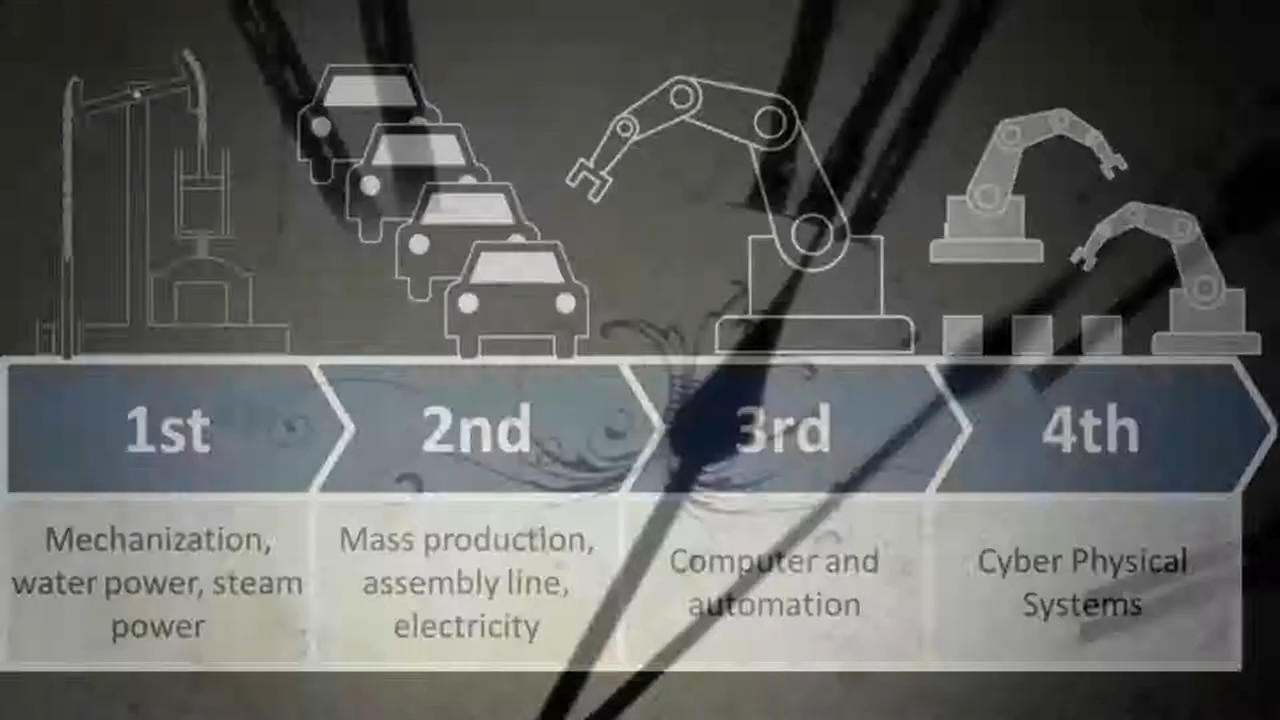 1st
2nd
3rd
4th
Mechanization,
water power, steam
power
Mass production,
assembly line,
electricity
Computer and
automation
Cyber Physical
Systems